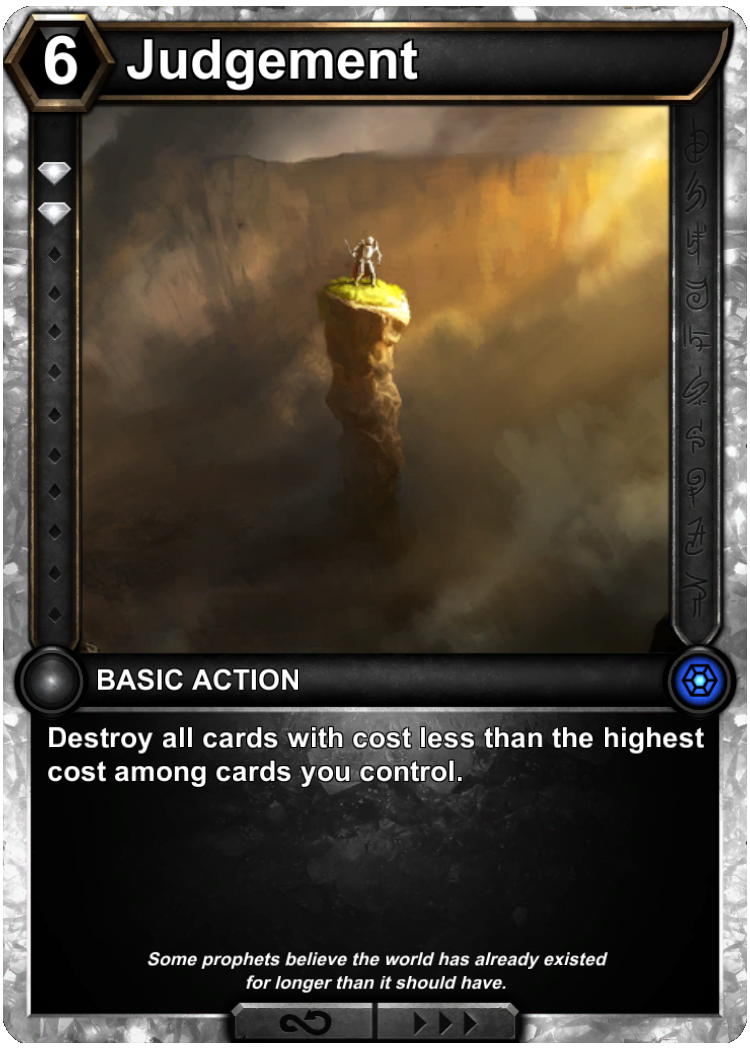 6
Judgement
BASIC ACTION
Destroy all cards with cost less than the highest
cost among cards you control.
Some prophets believe the world has already existed
for longer than it should have.